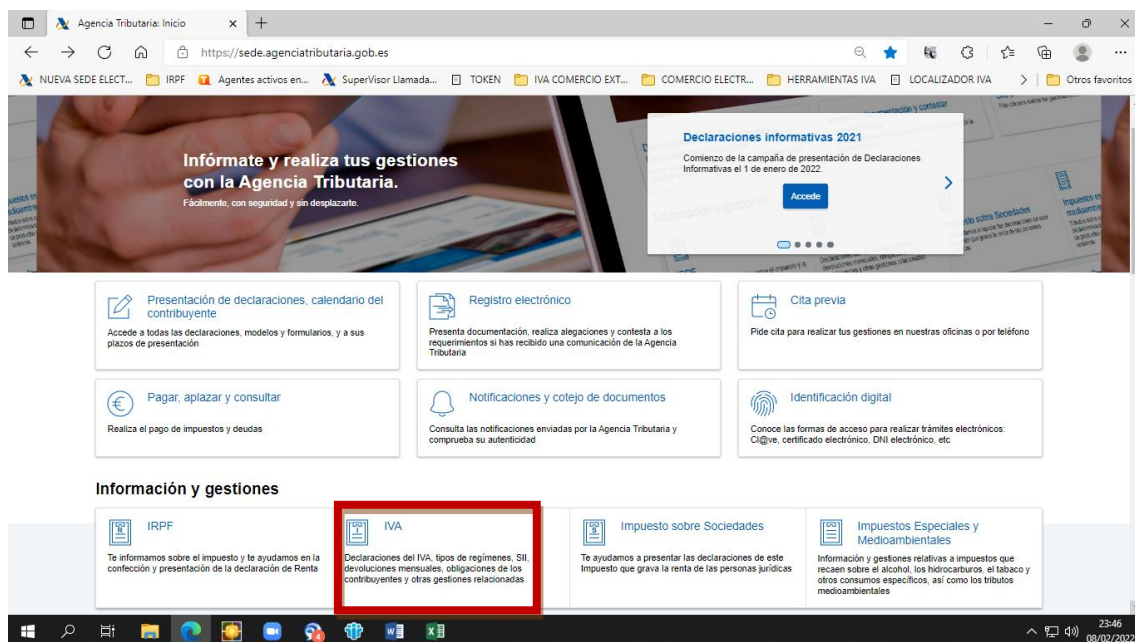 Agencia Tributaria: Inicio
https://sede.agenciatributaria.gob.es
NUEVA SEDE ELECT... IRPF Agentes activos en... SuperVisor Llamada... TOKEN IVA COMERCIO EXT... COMERCIO ELECTR... HERRAMIENTAS IVA LOCALIZADOR IVA Otros favoritos
Infórmate y realiza tus gestiones
con la Agencia Tributaria.
Fácilmente, con seguridad y sin desplazarte.
Declaraciones informativas 2021
Comienzo de la campaña de presentación de Declaraciones
Informativas el 1 de enero de 2022.
Accede
Presentación de declaraciones, calendario del
contribuyente
Accede a todas las declaraciones, modelos y formularios, y a sus
plazos de presentación
Registro electrónico
Presenta documentación, realiza alegaciones y contesta a los
requerimientos si has recibido una comunicación de la Agencia
Tributaria
Cita previa
Pide cita para realizar tus gestiones en nuestras oficinas o por teléfono
Pagar, aplazar y consultar
Realiza el pago de impuestos y deudas
Notificaciones y cotejo de documentos
Consulta las notificaciones enviadas por la Agencia Tributaria y
comprueba su autenticidad
Identificación digital
Conoce las formas de acceso para realizar trámites electrónicos:
Cl@ve, certificado electrónico, DNI electrónico, etc
Información y gestiones
IRPF
Te informamos sobre el impuesto y te ayudamos en la
confección y presentación de la declaración de Renta
IVA
Declaraciones del IVA, tipos de regímenes, SII,
devoluciones mensuales, obligaciones de los
contribuyentes y otras gestiones relacionadas
Impuesto sobre Sociedades
Te ayudamos a presentar las declaraciones de este
Impuesto que grava la renta de las personas jurídicas
Impuestos Especiales y
Medioambientales
Información y gestiones relativas a impuestos que
recaen sobre el alcohol, los hidrocarburos, el tabaco y
otros consumos específicos, así como los tributos
medioambientales
23:46
08/02/2022